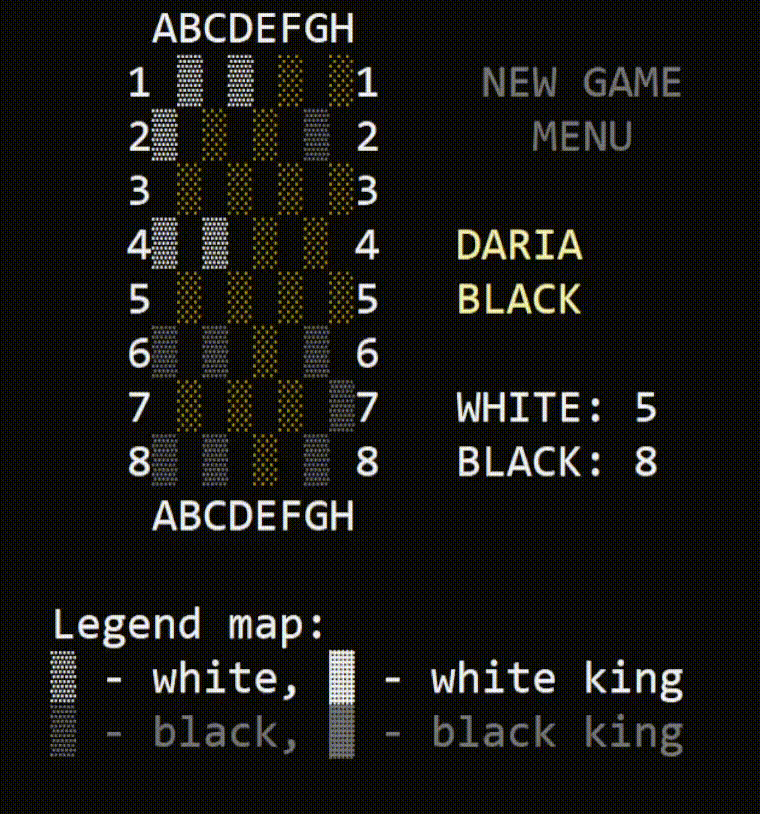 ABCDEFGH
1 1 NEW GAME
2 2 MENU
3 3
4 4 DARIA
5 5 BLACK
6 6
7 7 WHITE: 5
8 8 BLACK: 8
ABCDEFGH
Legend map:
- white, - white king
- black, - black king